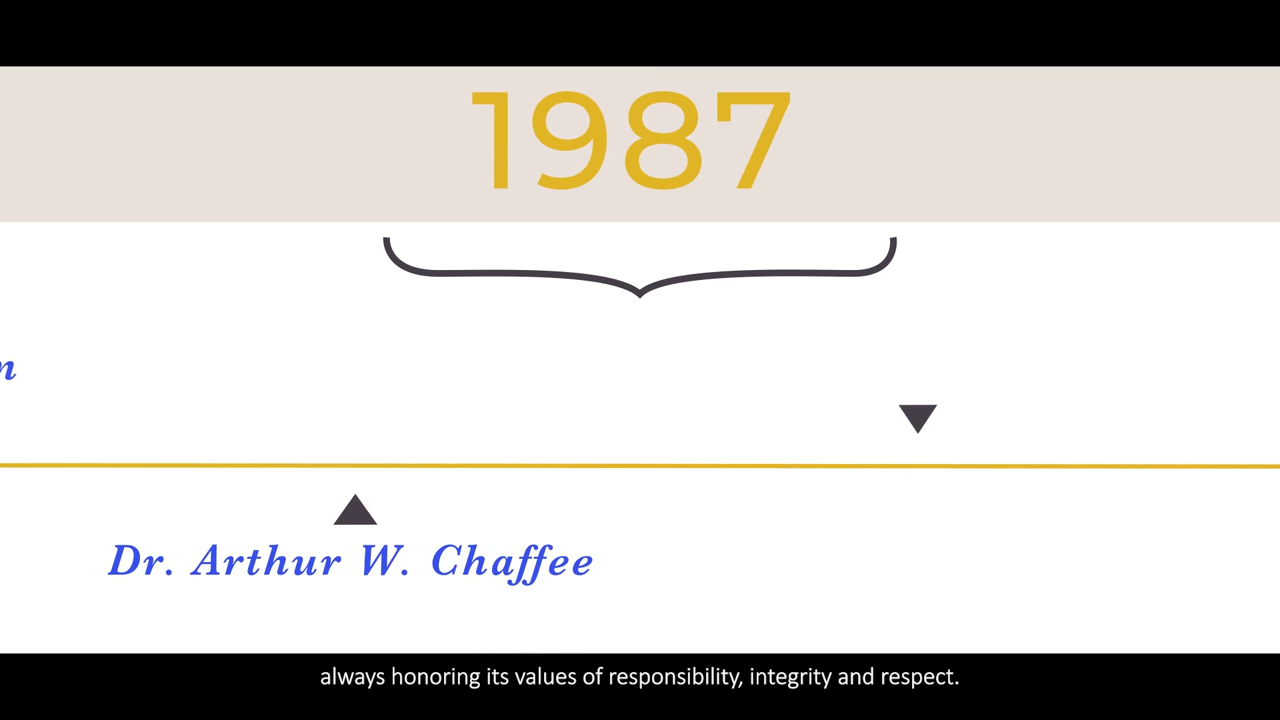 1987
n
Dr. Arthur W. Chaffee
always honoring its values of responsibility, integrity and respect.